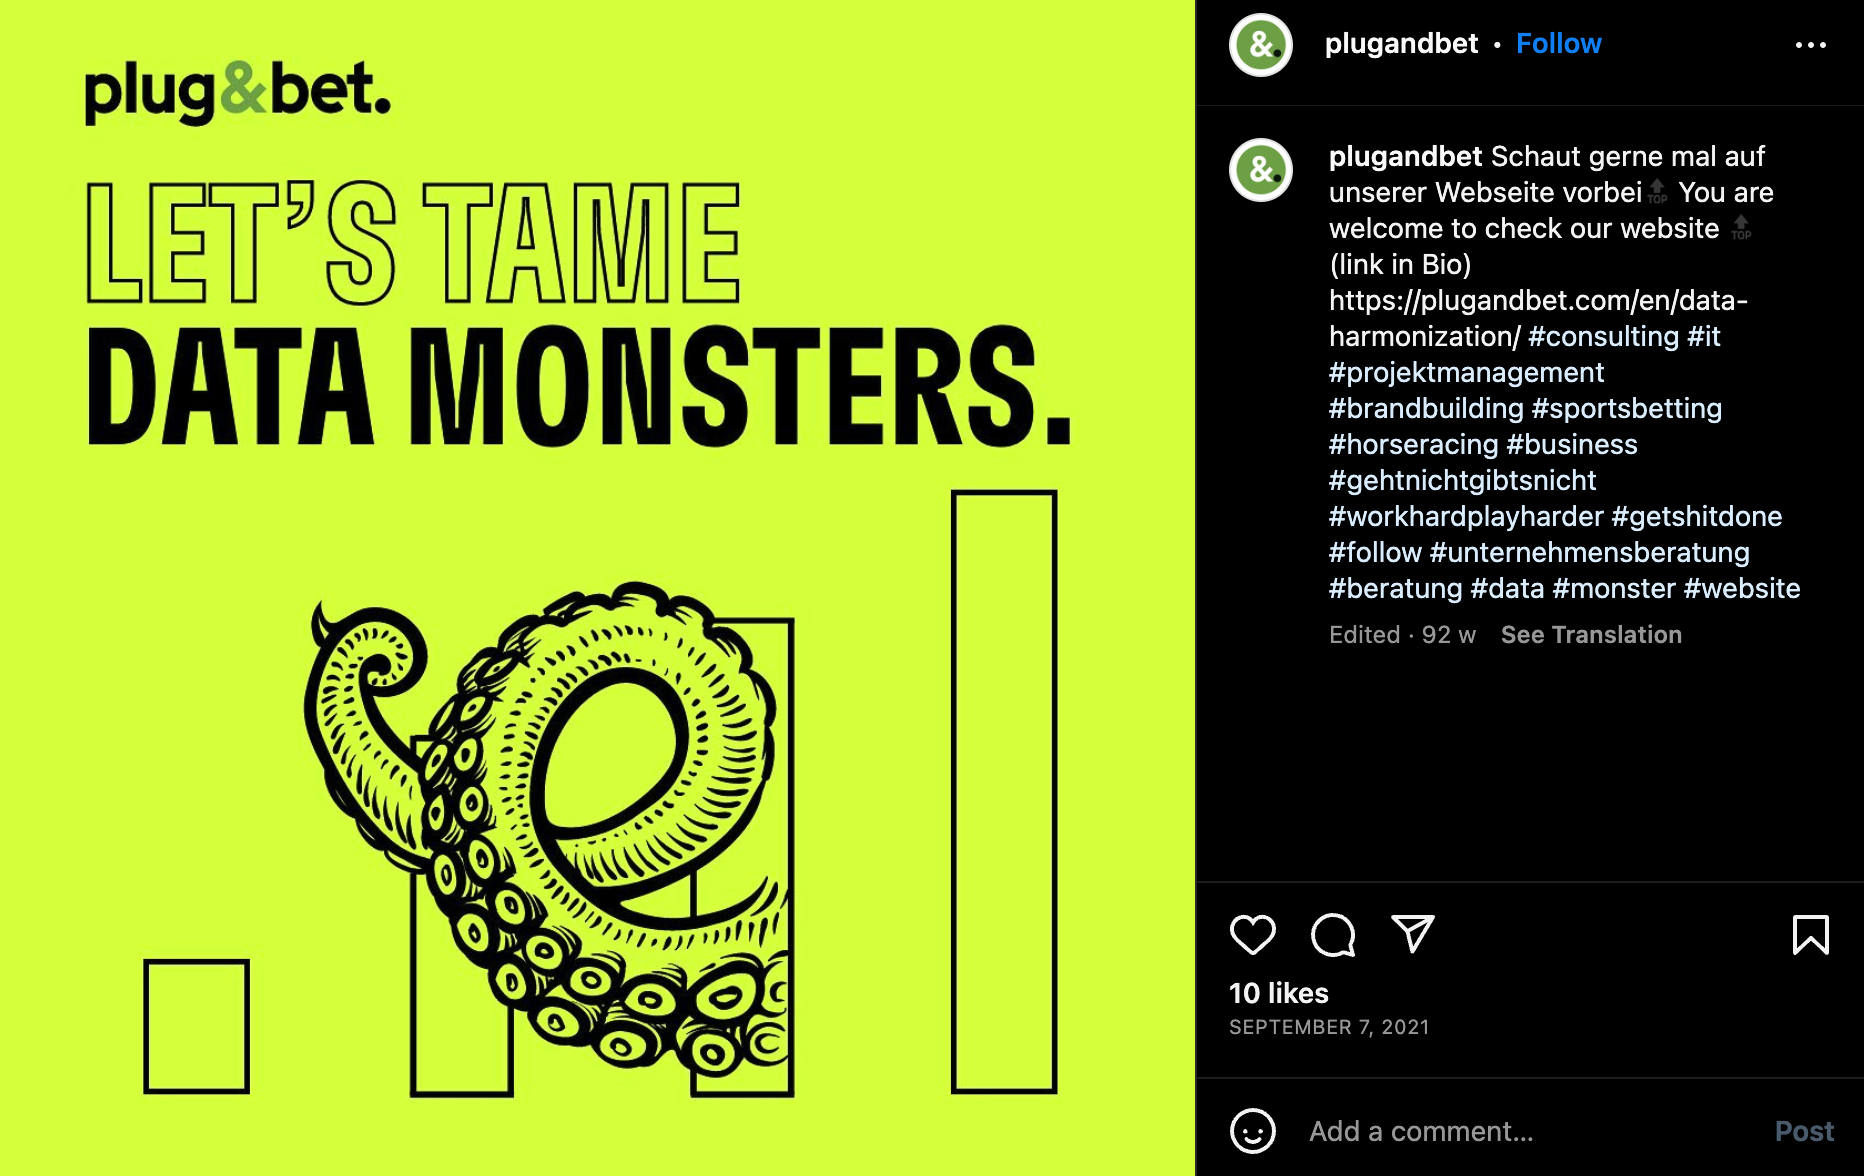 plug&bet.
LET'S TAME
DATA MONSTERS.
&.
plugandbet • Follow
&.
plugandbet Schaut gerne mal auf
unserer Webseite vorbei🔝 You are
welcome to check our website 🔝
(link in Bio)
https://plugandbet.com/en/data-
harmonization/ #consulting #it
#projektmanagement
#brandbuilding #sportsbetting
#horseracing #business
#gehtnichtgibtsnicht
#workhardplayharder #getshitdone
#follow #unternehmensberatung
#beratung #data #monster #website
Edited · 92 w See Translation
10 likes
SEPTEMBER 7, 2021
Add a comment...
Post